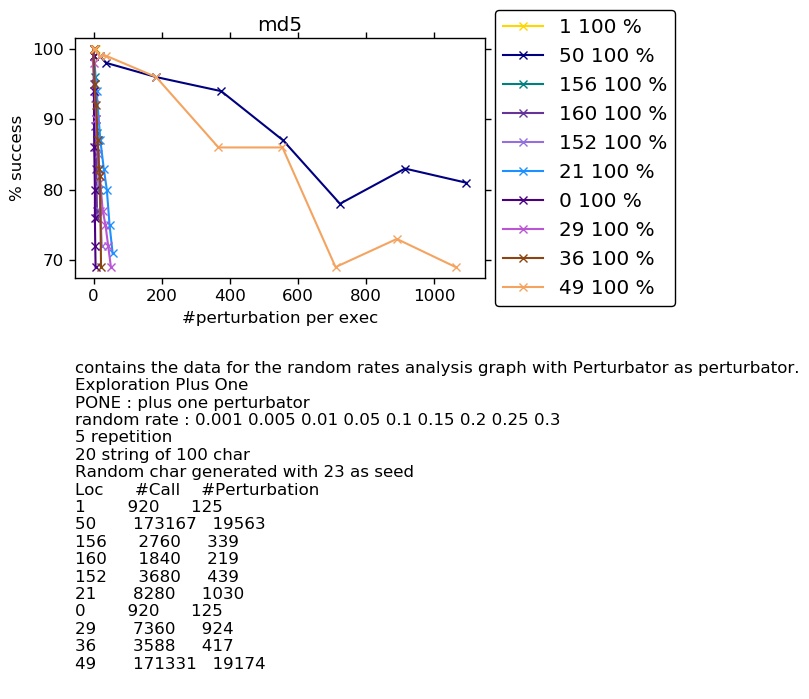 md5
100
90
80
70
% success
0 200 400 600 800 1000
#perturbation per exec
1 100 %
50 100 %
156 100 %
160 100 %
152 100 %
21 100 %
0 100 %
29 100 %
36 100 %
49 100 %
contains the data for the random rates analysis graph with Perturbator as perturbator.
Exploration Plus One
PONE : plus one perturbator
random rate : 0.001 0.005 0.01 0.05 0.1 0.15 0.2 0.25 0.3
5 repetition
20 string of 100 char
Random char generated with 23 as seed
Loc #Call #Perturbation
1 920 125
50 173167 19563
156 2760 339
160 1840 219
152 3680 439
21 8280 1030
0 920 125
29 7360 924
36 3588 417
49 171331 19174